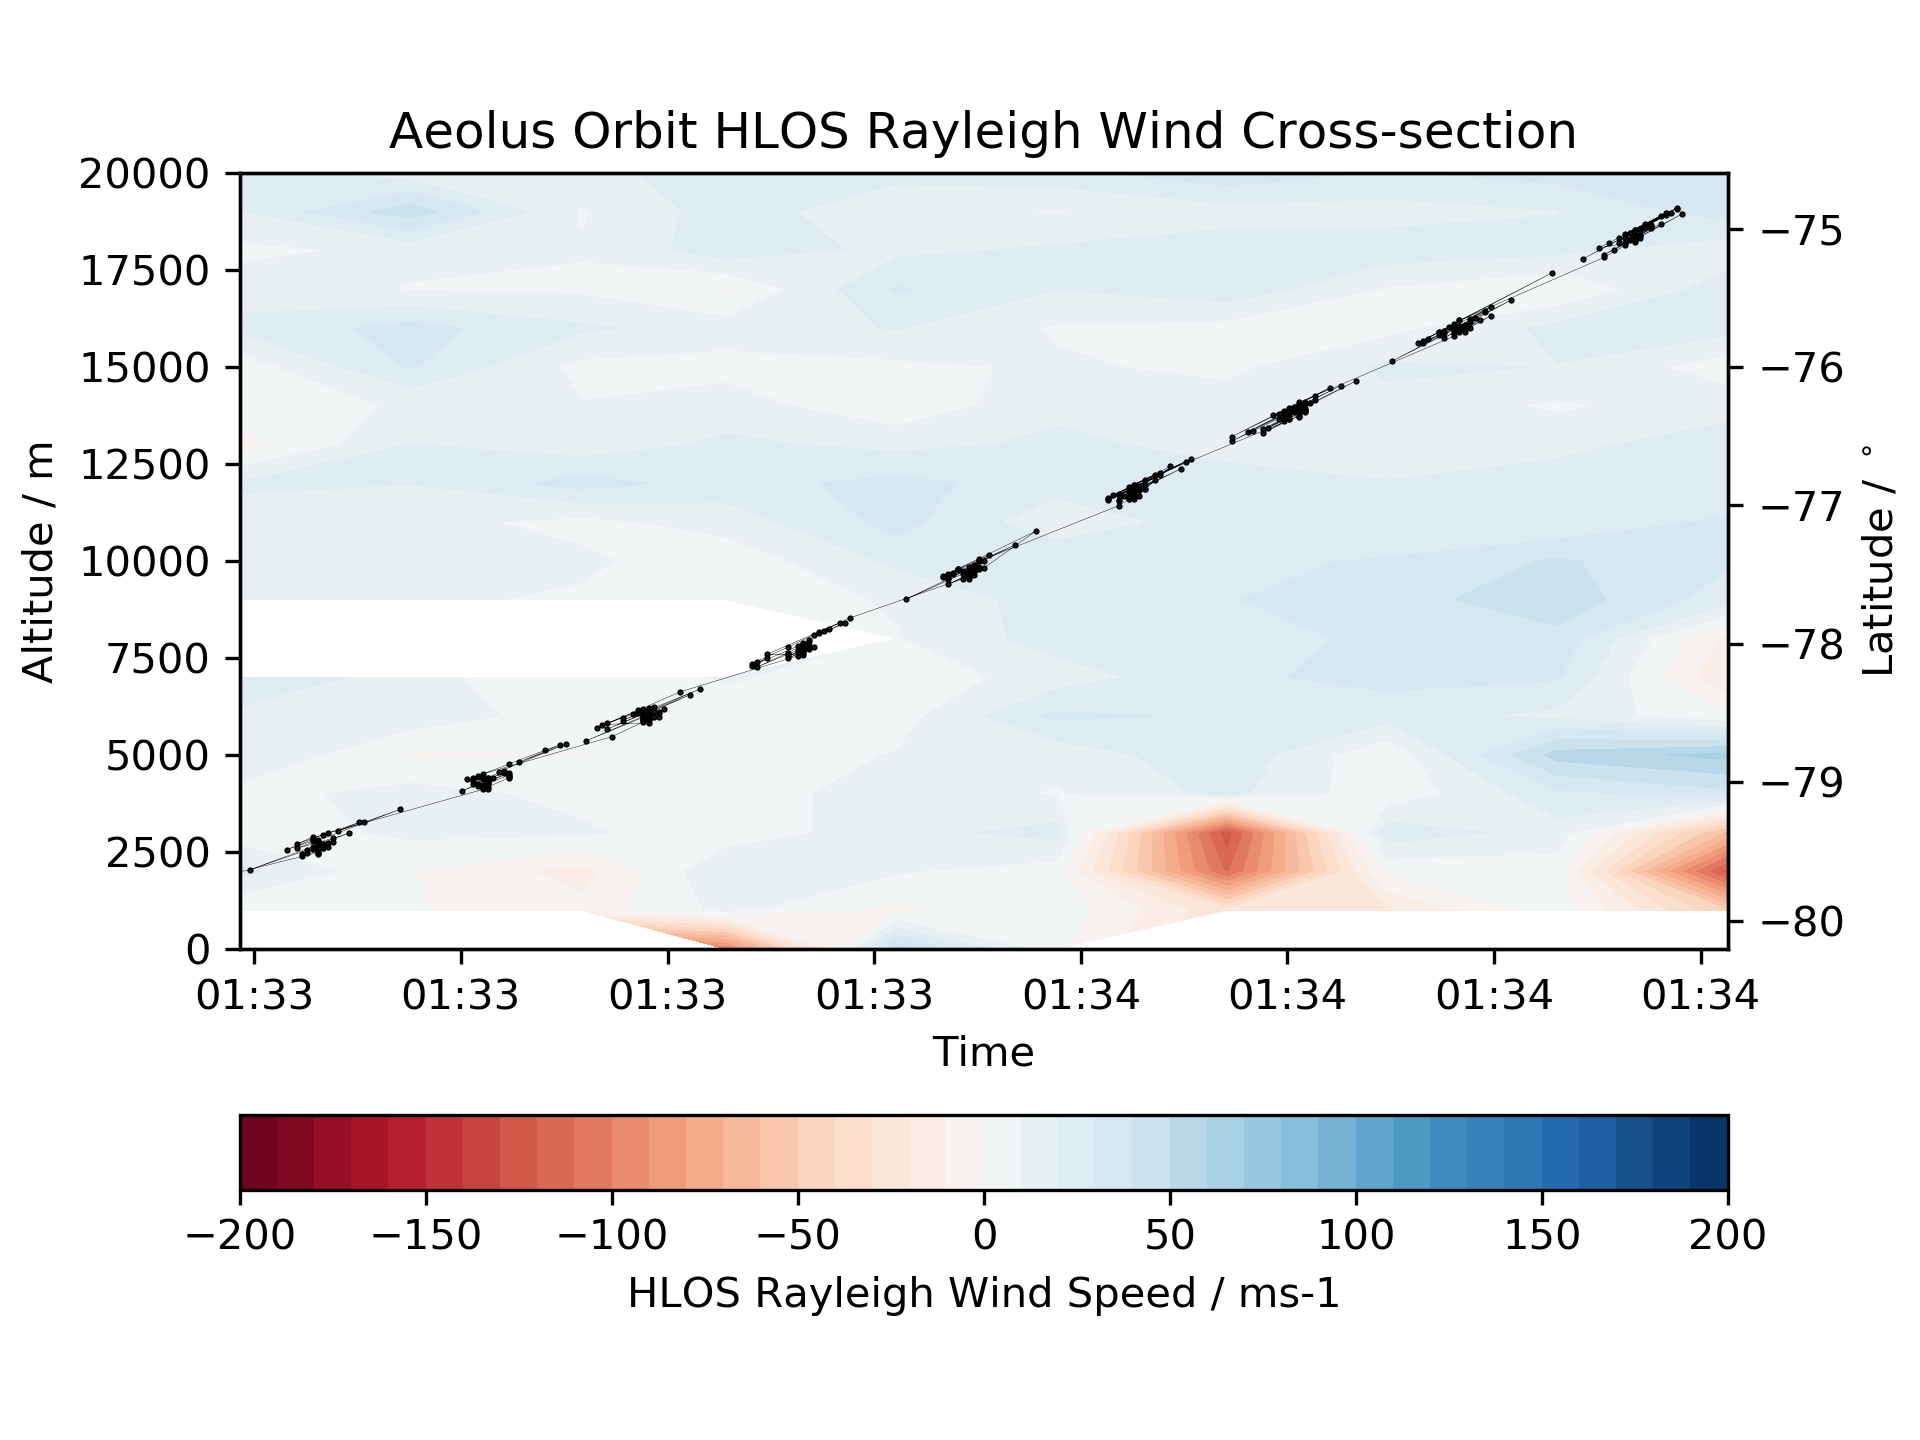 Aeolus Orbit HLOS Rayleigh Wind Cross-section
20000
17500
15000
12500
10000
7500
5000
2500
0
Altitude / m
−75
−76
−77
−78
−79
−80
Latitude / °
01:33 01:33 01:33 01:33 01:34 01:34 01:34 01:34
Time
−200 −150 −100 −50 0 50 100 150 200
HLOS Rayleigh Wind Speed / ms-1